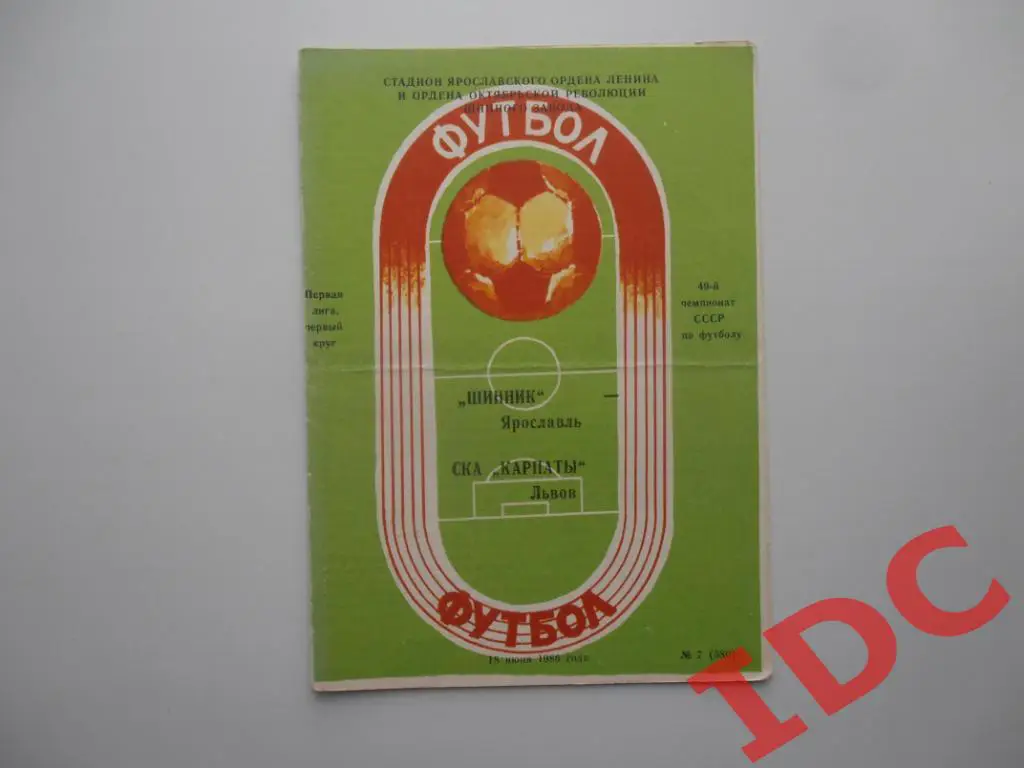 СТАДИОН ЯРОСЛАВСКОГО ОРДЕНА ЛЕНИНА
И ОРДЕНА ОКТЯБРЬСКОЙ РЕВОЛЮЦИИ
ШИННОГО ЗАВОДА
ФУТБОЛ
Первая
лига,
первый
круг
49-й
чемпионат
СССР
по футболу
„ШИННИК“ —
Ярославль
СКА „КАРПАТЫ“
Львов
ФУТБОЛ
18 июня 1986 года
№ 7
IDC